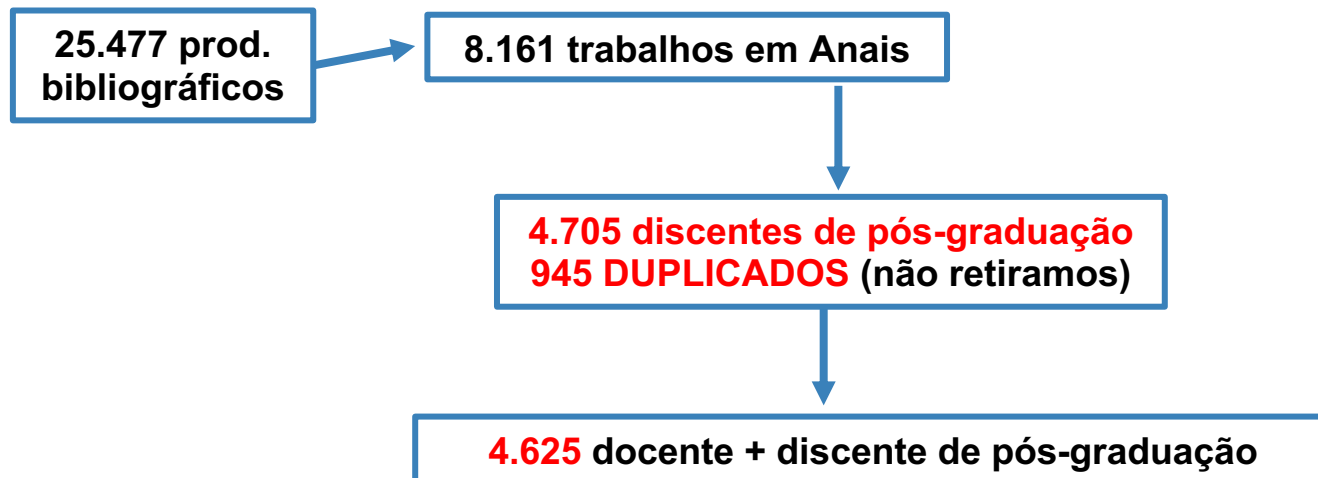 25.477 prod.
bibliográficos
8.161 trabalhos em Anais
4.705 discentes de pós-graduação
945 DUPLICADOS (não retiramos)
4.625 docente + discente de pós-graduação